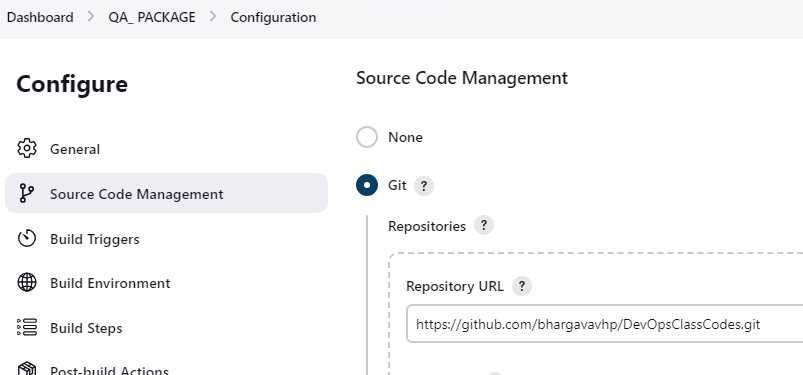 Dashboard > QA_ PACKAGE > Configuration
Configure
General
Source Code Management
Build Triggers
Build Environment
Build Steps
Post-build Actions
Source Code Management
None
Git ?
Repositories ?
Repository URL ?
https://github.com/bhargavavhp/DevOpsClassCodes.git